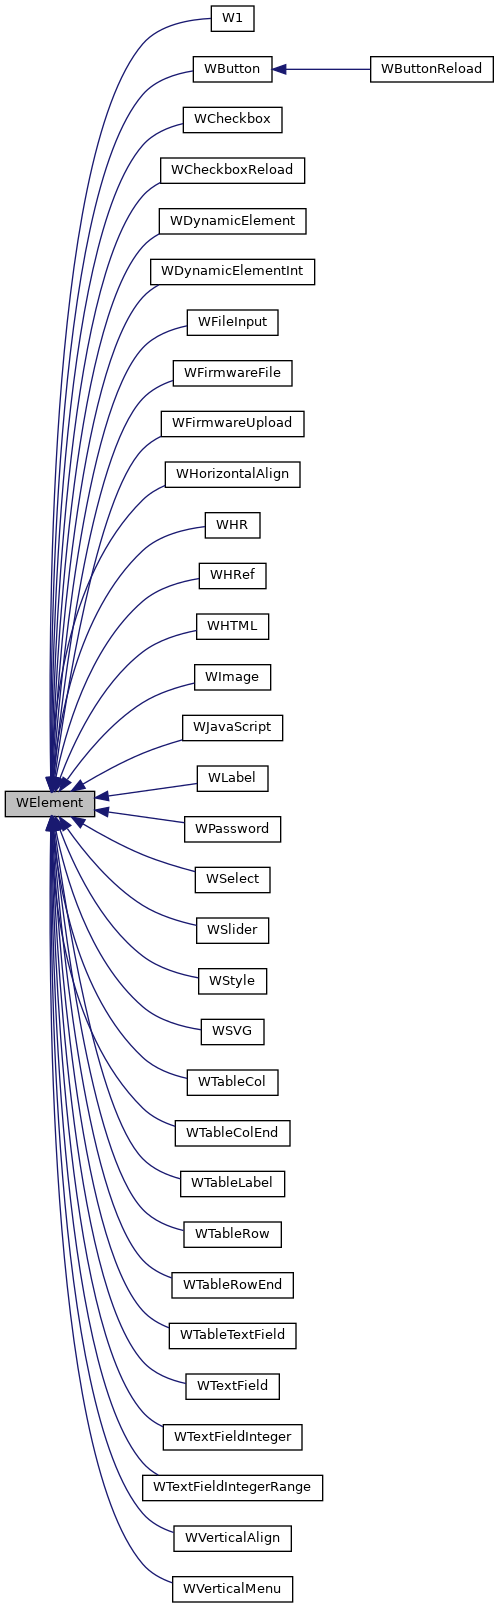 W1
WButton
WButtonReload
WCheckbox
WCheckboxReload
WDynamicElement
WDynamicElementInt
WFileInput
WFirmwareFile
WFirmwareUpload
WHorizontalAlign
WHR
WHRef
WHTML
WImage
WJavaScript
WLabel
WElement
WPassword
WSelect
WSlider
WStyle
WSVG
WTableCol
WTableColEnd
WTableLabel
WTableRow
WTableRowEnd
WTableTextField
WTextField
WTextFieldInteger
WTextFieldIntegerRange
WVerticalAlign
WVerticalMenu